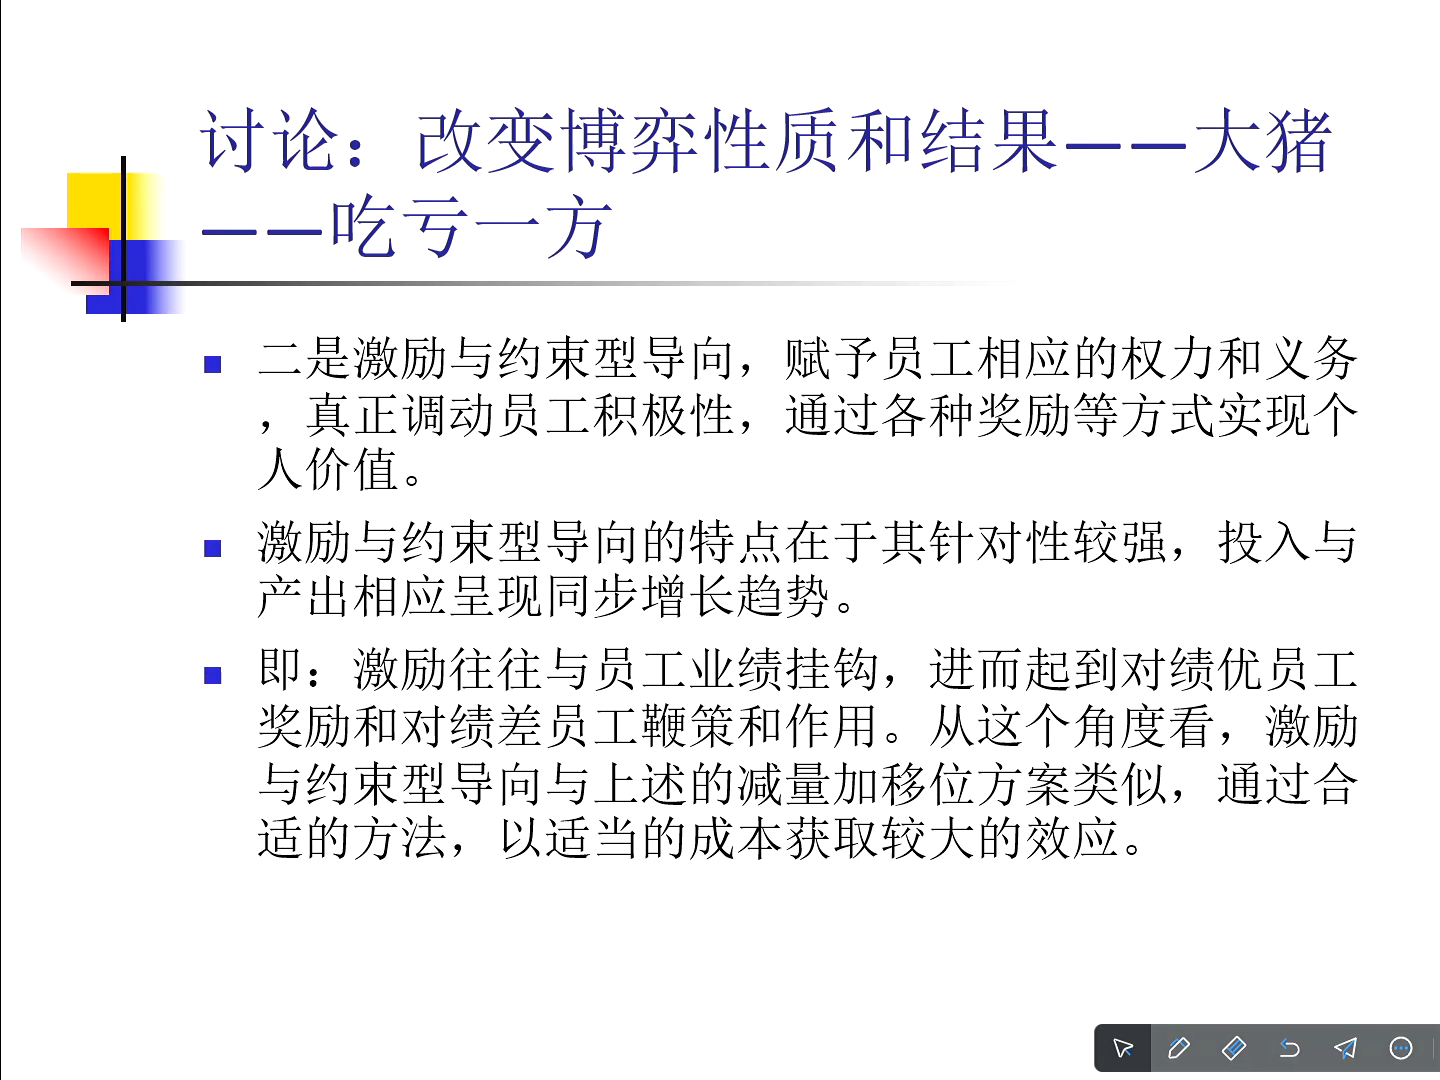 讨论：改变博弈性质和结果——大猪
——吃亏一方
二是激励与约束型导向，赋予员工相应的权力和义务
，真正调动员工积极性，通过各种奖励等方式实现个
人价值。
激励与约束型导向的特点在于其针对性较强，投入与
产出相应呈现同步增长趋势。
即：激励往往与员工业绩挂钩，进而起到对绩优员工
奖励和对绩差员工鞭策和作用。从这个角度看，激励
与约束型导向与上述的减量加移位方案类似，通过合
适的方法，以适当的成本获取较大的效应。